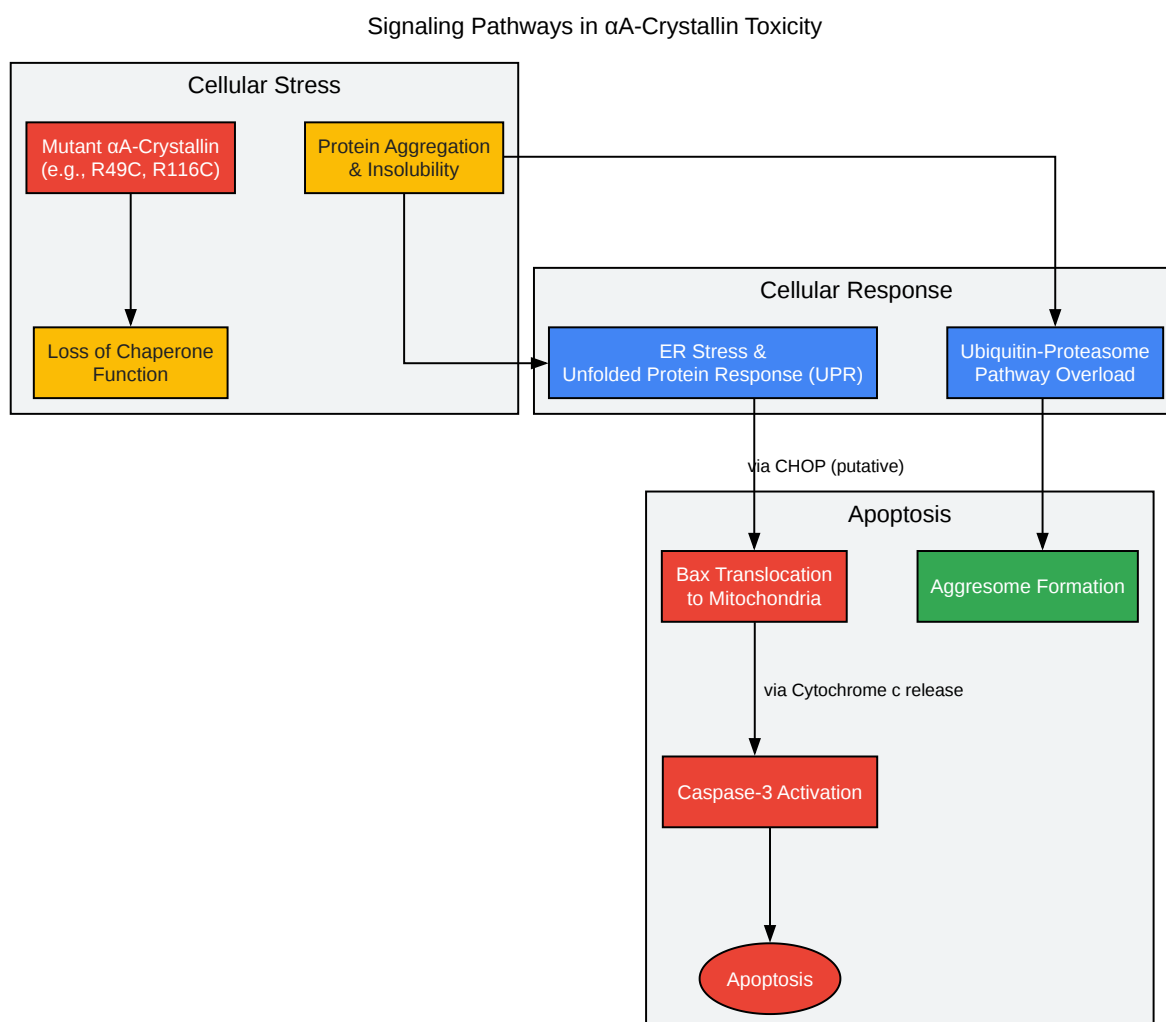 Signaling Pathways in αA-Crystallin Toxicity
Cellular Stress
Mutant αA-Crystallin
(e.g., R49C, R116C)
Protein Aggregation
& Insolubility
Loss of Chaperone
Function
Cellular Response
ER Stress &
Unfolded Protein Response (UPR)
Ubiquitin-Proteasome
Pathway Overload
via CHOP (putative)
Apoptosis
Bax Translocation
to Mitochondria
Aggresome Formation
via Cytochrome c release
Caspase-3 Activation
Apoptosis